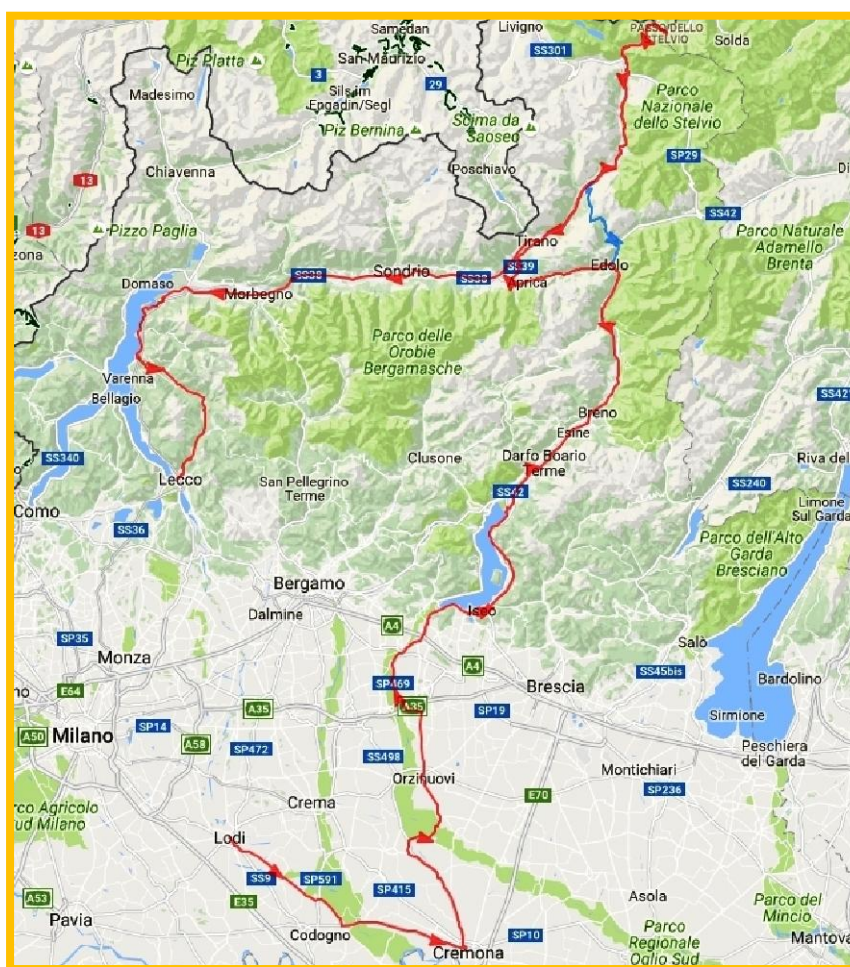 Samedan
Livigno
PASSO DELLO
STELVIO
Solda
SS301
Piz Platta
San Maurizio
3
29
Sils im
Engadin/Segl
Madesimo
Parco
Nazionale
dello Stelvio
Piz Bernina
Scima da
Saoseo
SP29
Poschiavo
Chiavenna
13
SS42
13
Pizzo Paglia
Parco Naturale
Adamello
Brenta
zona
Tirano
Domaso
SS38
Sondrio
SS38
SS39
Edolo
Aprica
Morbegno
Parco delle
Orobie
Bergamasche
Varenna
Bellagio
Breno
Esine
SS42
SS340
Clusone
Darfo Boario
Terme
Riva del
Lecco
San Pellegrino
Terme
SS42
SS240
Limone
Sul Garda
Como
SS36
Parco dell'Alto
Garda
Bresciano
Bergamo
Dalmine
Iseo
A4
SP35
Monza
A4
Salò
SS45bis
Bardolino
E64
SP469
Brescia
A35
A35
SP19
Sirmione
A50
Milano
SP14
A58
SP472
SS498
Peschiera
del Garda
Orzinuovi
Montichiari
SP236
Crema
E70
rco Agricolo
ud Milano
Lodi
SS9
SP591
SP415
Asola
A53
E35
Pavia
Parco del
Mincio
Codogno
SP10
Parco
Regionale
Oglio Sud
Mantova
Cremona